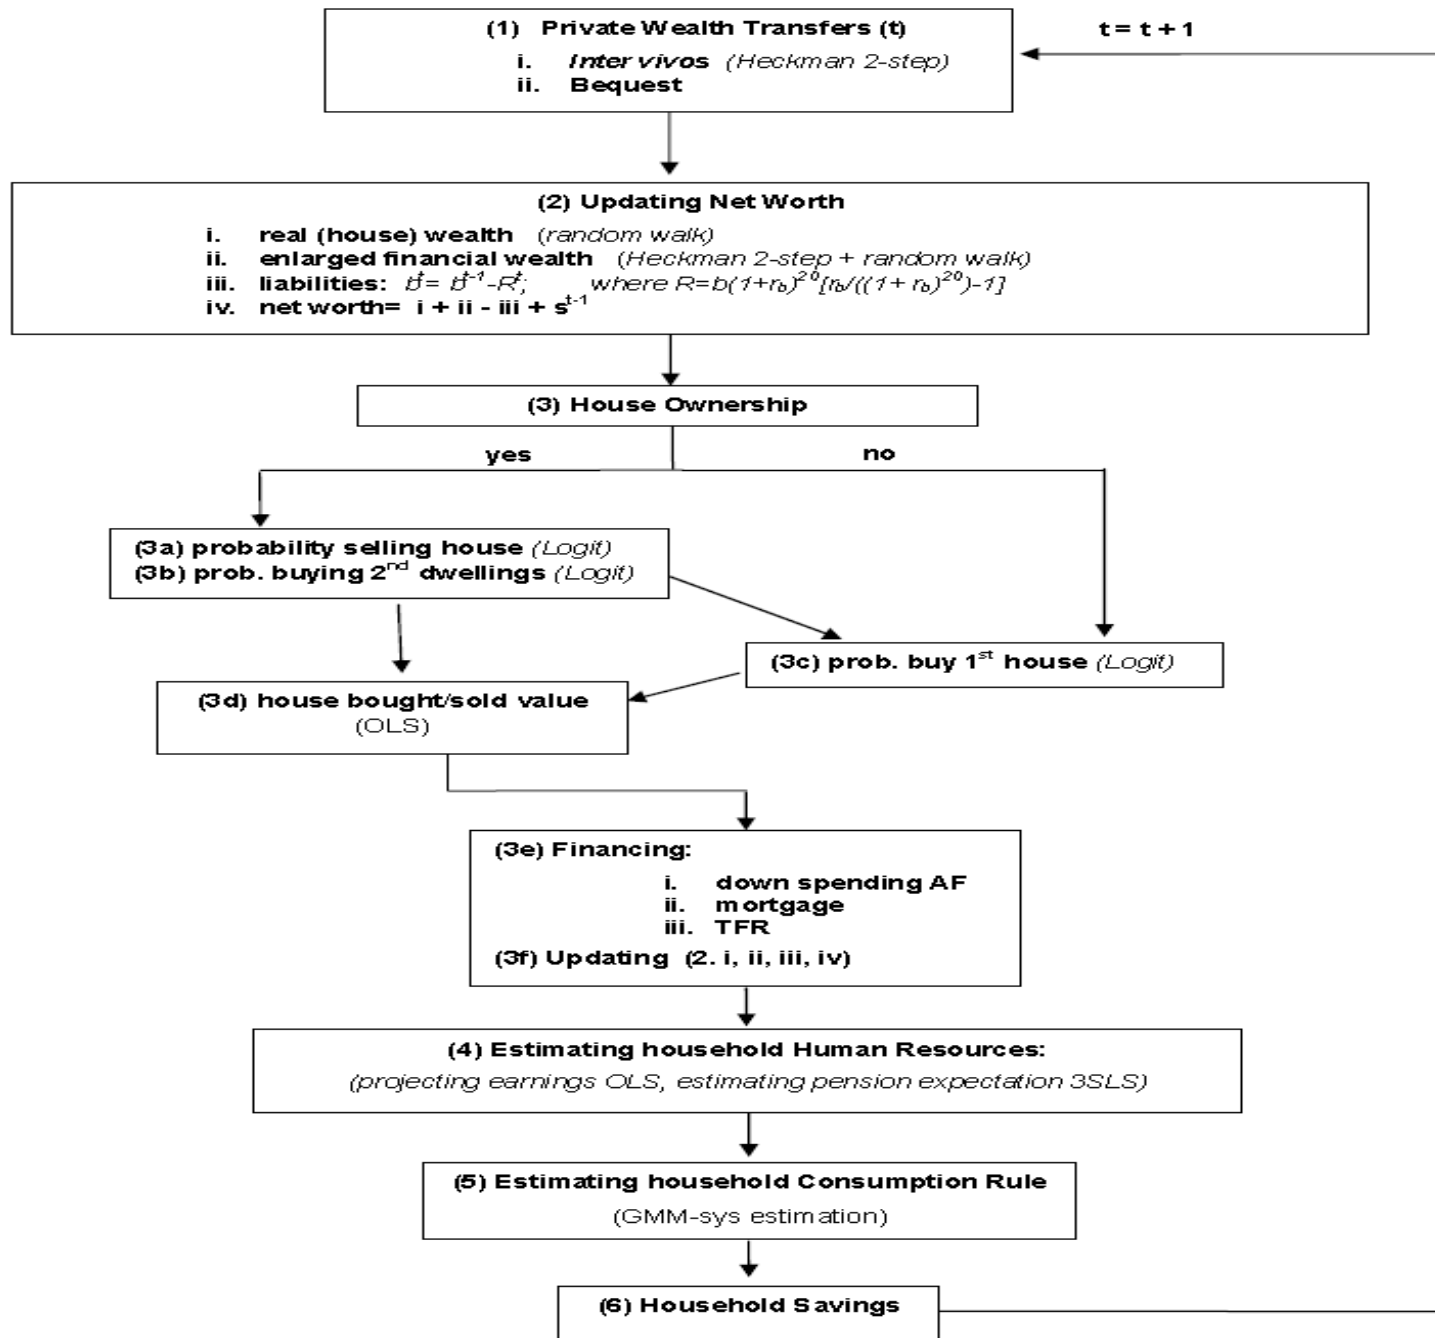 (1) Private Wealth Transfers (t)
t = t + 1
i. Inter vivos (Heckman 2-step)
ii. Bequest
(2) Updating Net Worth
i. real (house) wealth (random walk)
ii. enlarged financial wealth (Heckman 2-step + random walk)
iii. liabilities: where R=b(1+r_b)^20[r_b/((1+ r_b)^20)-1]
iv. net worth= i + ii - iii + s^t-1
(3) House Ownership
yes no
(3a) probability selling house (Logit)
(3b) prob. buying 2nd dwellings (Logit)
(3c) prob. buy 1st house (Logit)
(3d) house bought/sold value
(OLS)
(3e) Financing:
i. down spending AF
ii. mortgage
iii. TFR
(3f) Updating (2. i, ii, iii, iv)
(4) Estimating household Human Resources:
(projecting earnings OLS, estimating pension expectation 3SLS)
(5) Estimating household Consumption Rule
(GMM-sys estimation)
(6) Household Savings